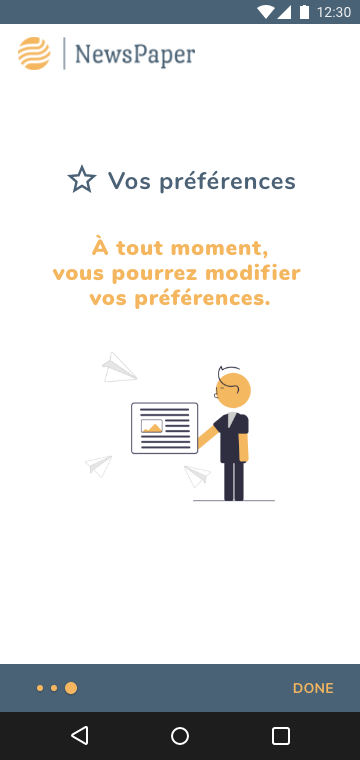 12:30
NewsPaper
Vos préférences
À tout moment,
vous pourrez modifier
vos préférences.
DONE